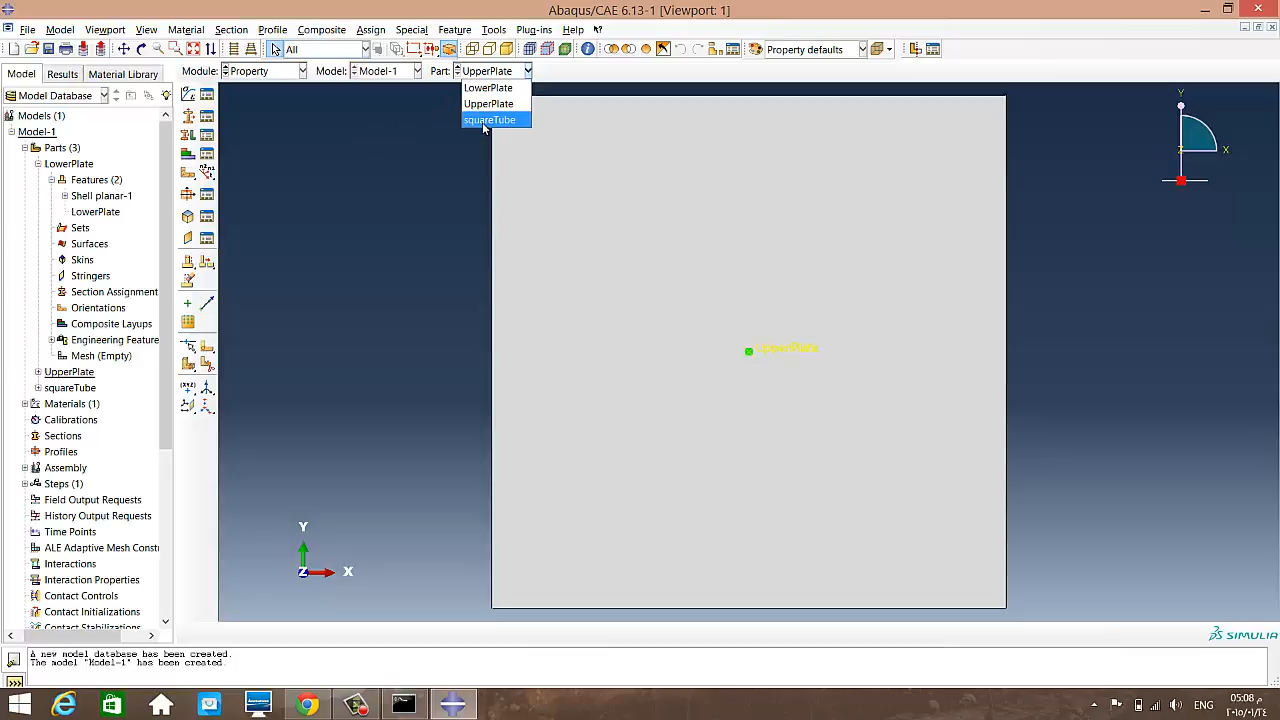 Abaqus/CAE 6.13-1 [Viewport: 1]
File Model Viewport View Material Section Profile Composite Assign Special Feature Tools Plug-ins Help
All
Property defaults
Model Results Material Library
Module: Property Model: Model-1 Part: UpperPlate
LowerPlate
UpperPlate
squareTube
Model Database
Models (1)
Model-1
Parts (3)
LowerPlate
Features (2)
Shell planar-1
LowerPlate
Sets
Surfaces
Skins
Stringers
Section Assignment
Orientations
Composite Layups
Engineering Feature
Mesh (Empty)
UpperPlate
squareTube
Materials (1)
Calibrations
Sections
Profiles
Assembly
Steps (1)
Field Output Requests
History Output Requests
Time Points
ALE Adaptive Mesh Const
Interactions
Interaction Properties
Contact Controls
Contact Initializations
Contact Stabilizations
UpperPlate
Y
Z
X
Y
Z
X
SIMULIA
A new model database has been created.
The model "Model-1" has been created.
ENG
05:08 م